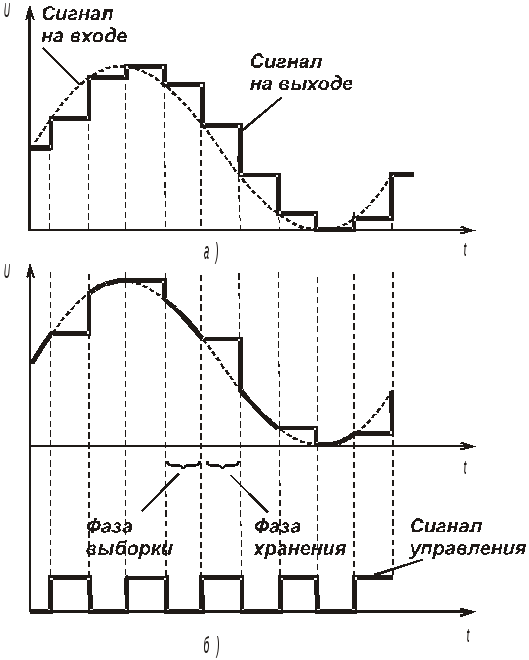 U
Сигнал
на входе
Сигнал
на выходе
t
а)
U
t
Фаза
выборки
Фаза
хранения
Сигнал
управления
t
б)